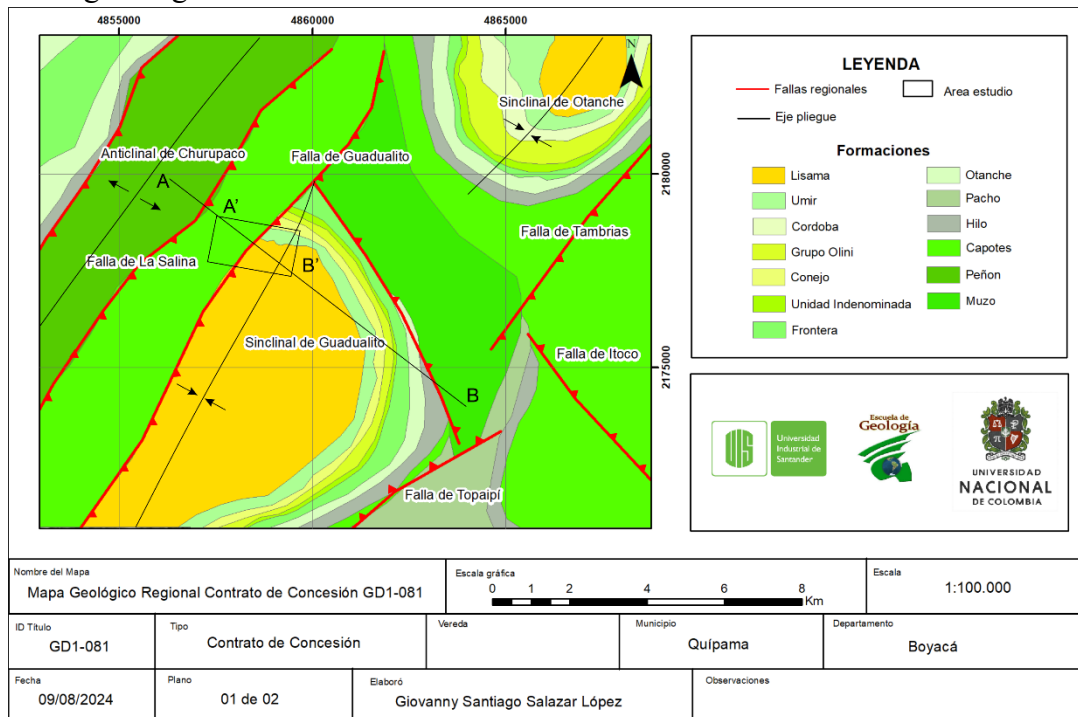 4855000
4860000
4865000
N
Sinclinal de Otanche
Anticlinal de Churupaco
Falla de Guadualito
2180000
A
A'
Falla de Tambrias
Falla de La Salina
B'
Sinclinal de Guadualito
Falla de Itoco
2175000
B
Falla de Topaipí
LEYENDA
Fallas regionales
Area estudio
Eje pliegue
Formaciones
Lisama
Otanche
Umir
Pacho
Cordoba
Hilo
Grupo Olini
Capotes
Conejo
Peñon
Unidad Indenominada
Muzo
Frontera
UIS
Universidad
Industrial de
Santander
Escuela de
Geología
UNIVERSIDAD
NACIONAL
DE COLOMBIA
Nombre del Mapa
Mapa Geológico Regional Contrato de Concesión GD1-081
Escala gráfica
0 1 2 4 6 8
Km
Escala
1:100.000
ID Título
GD1-081
Tipo
Contrato de Concesión
Vereda
Municipio
Quípama
Departamento
Boyacá
Fecha
09/08/2024
Plano
01 de 02
Elaboró
Giovanny Santiago Salazar López
Observaciones